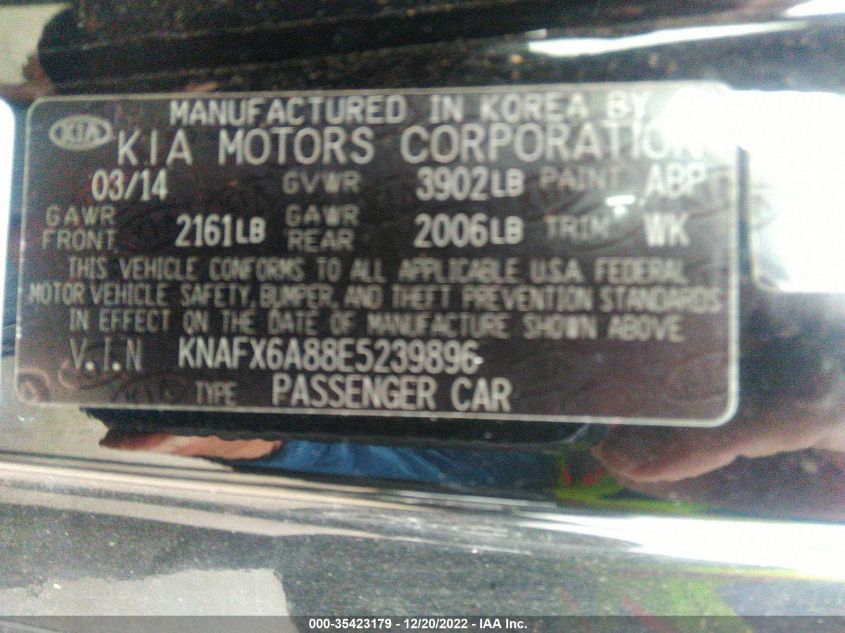 MANUFACTURED IN KOREA BY
KIA KIA MOTORS CORPORATION
03/14 GVWR 3902LB PAINT ABP
GAWR FRONT 2161LB GAWR REAR 2006LB TRIM WK
THIS VEHICLE CONFORMS TO ALL APPLICABLE U.S.A. FEDERAL
MOTOR VEHICLE SAFETY, BUMPER, AND THEFT PREVENTION STANDARDS
IN EFFECT ON THE DATE OF MANUFACTURE SHOWN ABOVE
V.I.N KNAFX6A88E5239896
TYPE PASSENGER CAR
000-35423179 - 12/20/2022 - IAA Inc.